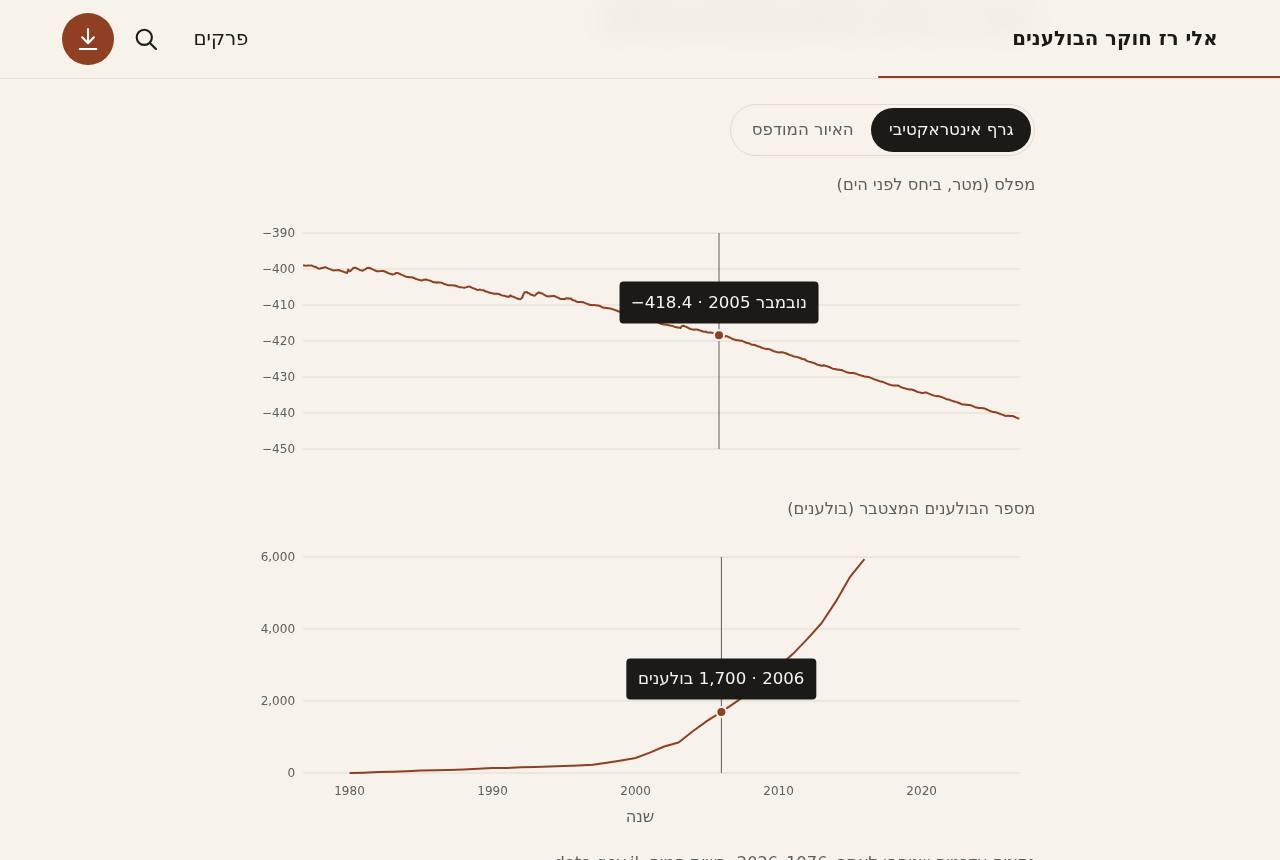 אלי רז חוקר הבולענים
פרקים
גרף אינטראקטיבי
האיור המודפס
מפלס (מטר, ביחס לפני הים)
−390
−400
−410
−420
−430
−440
−450
נובמבר 2005 · 418.4−
מספר הבולענים המצטבר (בולענים)
6,000
4,000
2,000
0
2006 · 1,700 בולענים
1980
1990
2000
2010
2020
שנה